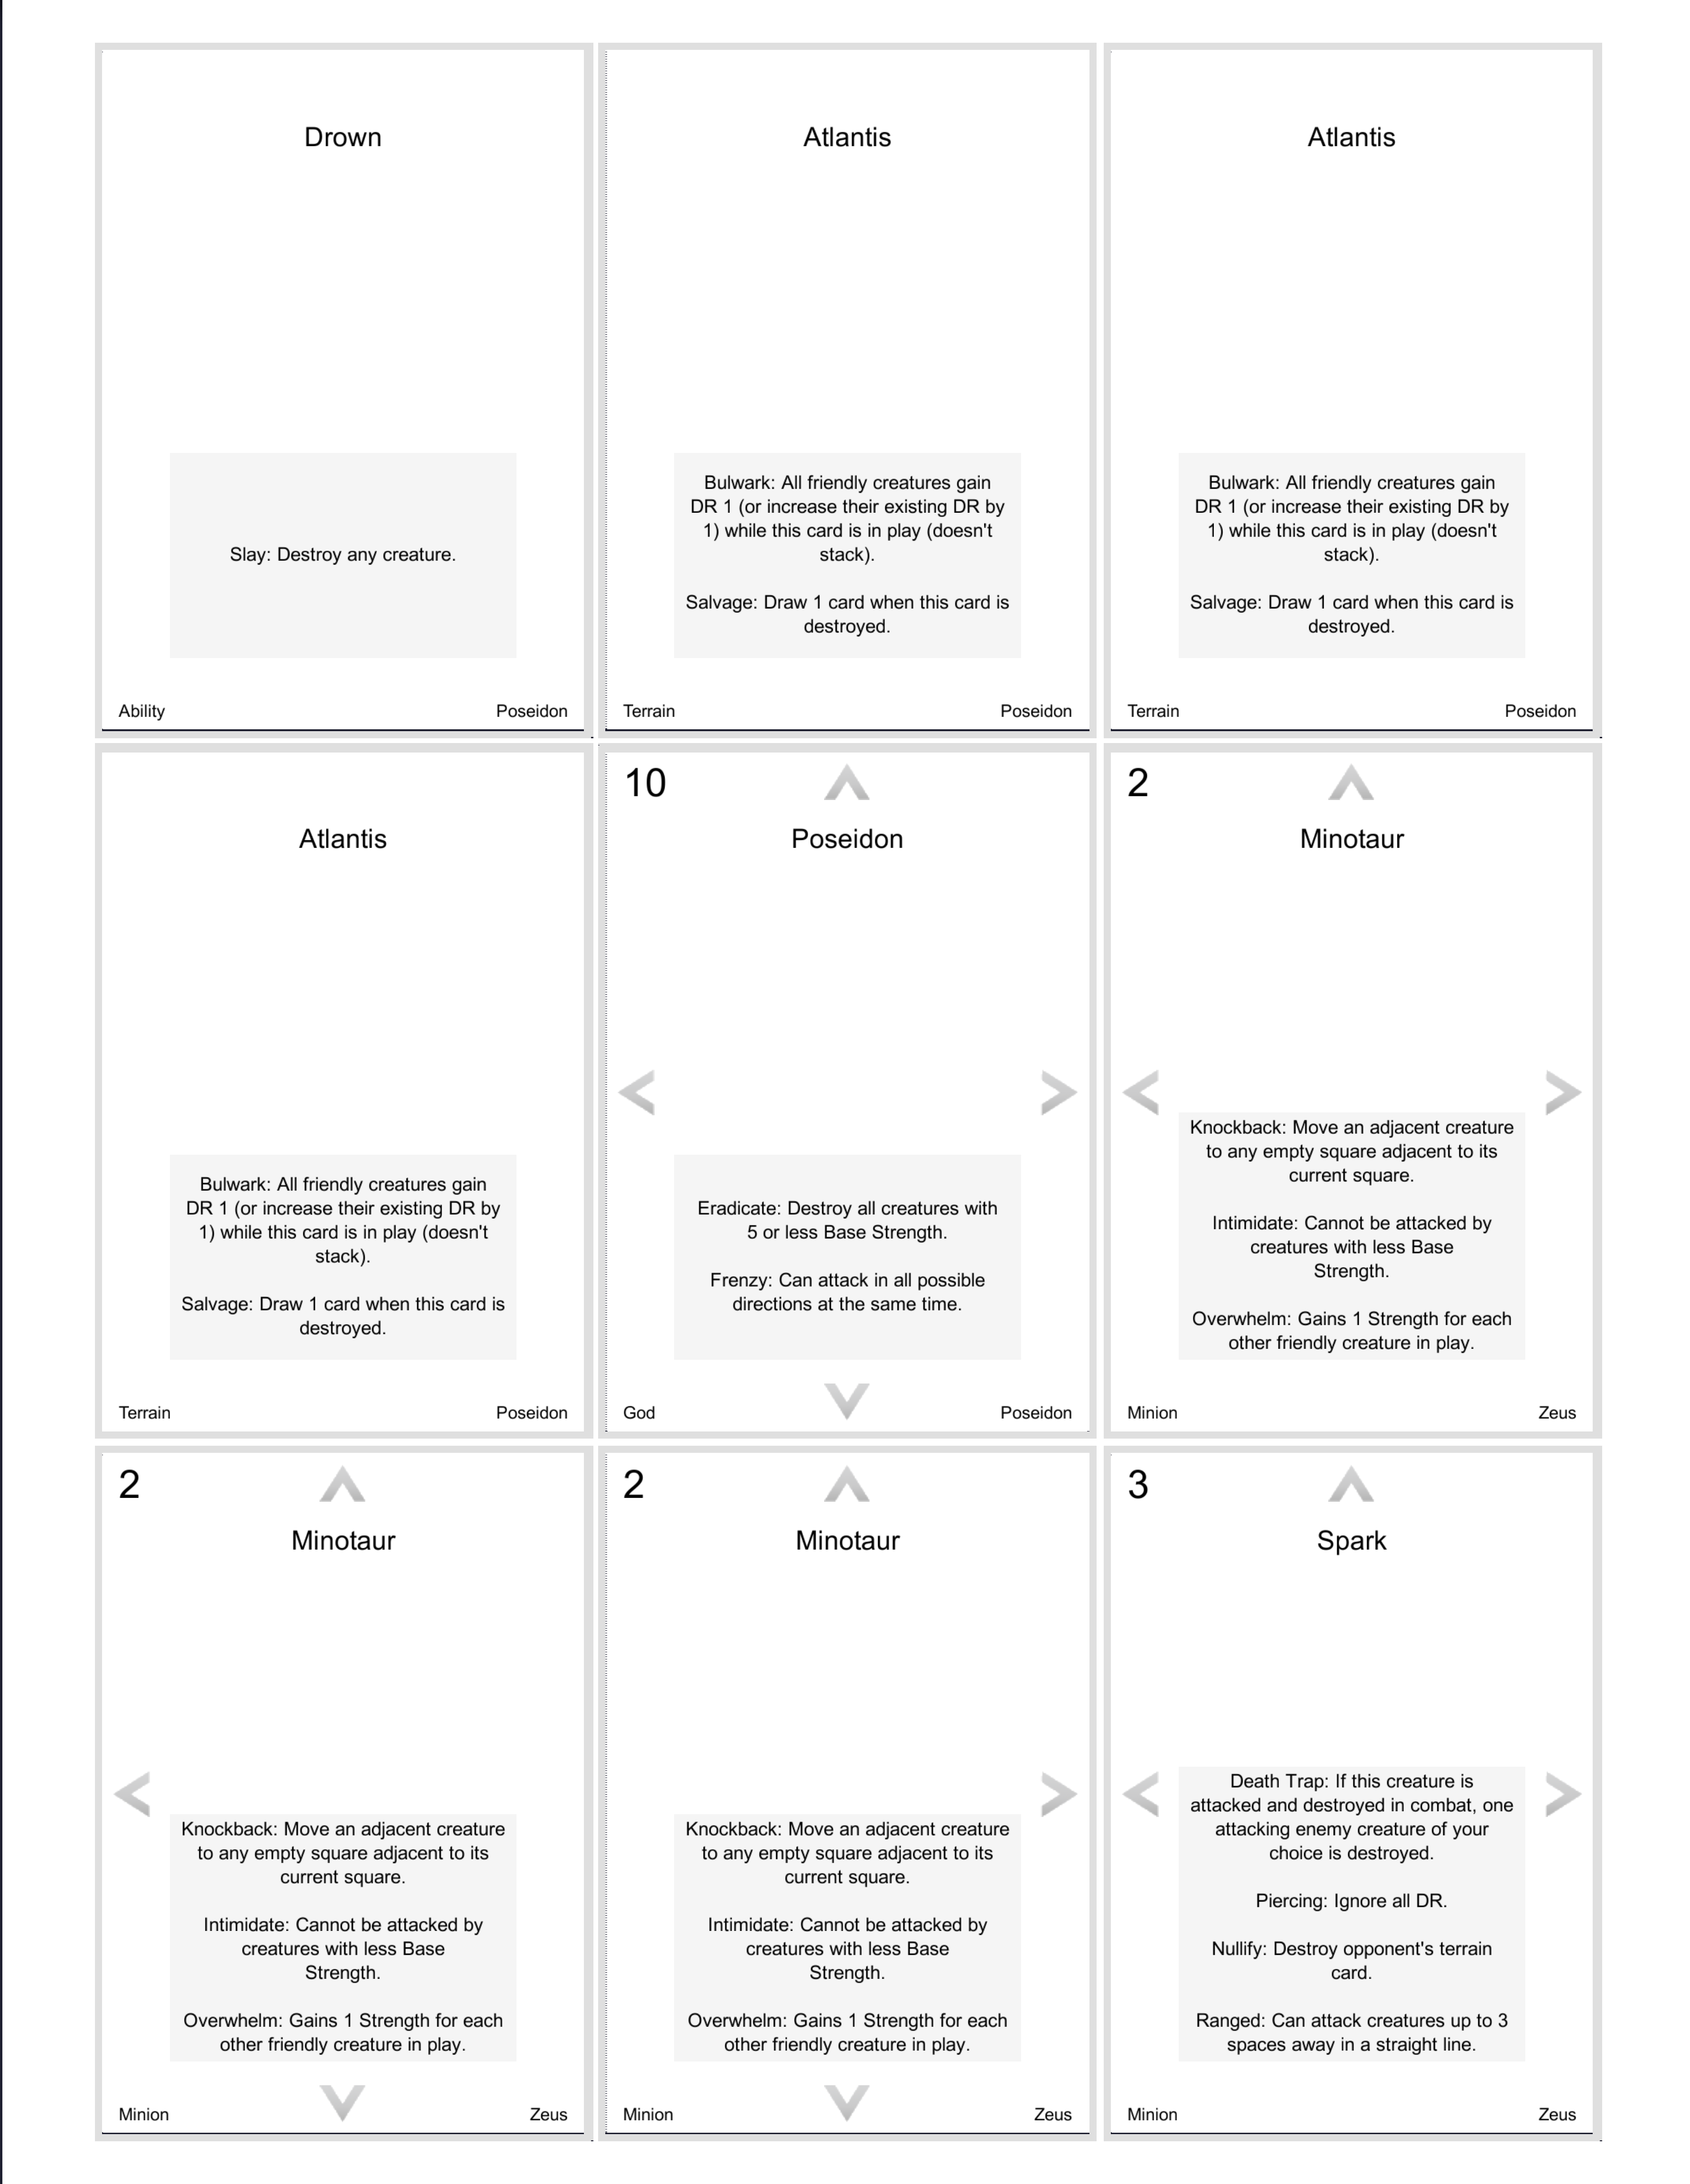 Drown
Slay: Destroy any creature.
Ability
Poseidon
Atlantis
Bulwark: All friendly creatures gain
DR 1 (or increase their existing DR by
1) while this card is in play (doesn't
stack).
Salvage: Draw 1 card when this card is
destroyed.
Terrain
Poseidon
Atlantis
Bulwark: All friendly creatures gain
DR 1 (or increase their existing DR by
1) while this card is in play (doesn't
stack).
Salvage: Draw 1 card when this card is
destroyed.
Terrain
Poseidon
Atlantis
Bulwark: All friendly creatures gain
DR 1 (or increase their existing DR by
1) while this card is in play (doesn't
stack).
Salvage: Draw 1 card when this card is
destroyed.
Terrain
Poseidon
10
Poseidon
Eradicate: Destroy all creatures with
5 or less Base Strength.
Frenzy: Can attack in all possible
directions at the same time.
God
Poseidon
2
Minotaur
Knockback: Move an adjacent creature
to any empty square adjacent to its
current square.
Intimidate: Cannot be attacked by
creatures with less Base
Strength.
Overwhelm: Gains 1 Strength for each
other friendly creature in play.
Minion
Zeus
2
Minotaur
Knockback: Move an adjacent creature
to any empty square adjacent to its
current square.
Intimidate: Cannot be attacked by
creatures with less Base
Strength.
Overwhelm: Gains 1 Strength for each
other friendly creature in play.
Minion
Zeus
2
Minotaur
Knockback: Move an adjacent creature
to any empty square adjacent to its
current square.
Intimidate: Cannot be attacked by
creatures with less Base
Strength.
Overwhelm: Gains 1 Strength for each
other friendly creature in play.
Minion
Zeus
3
Spark
Death Trap: If this creature is
attacked and destroyed in combat, one
attacking enemy creature of your
choice is destroyed.
Piercing: Ignore all DR.
Nullify: Destroy opponent's terrain
card.
Ranged: Can attack creatures up to 3
spaces away in a straight line.
Minion
Zeus